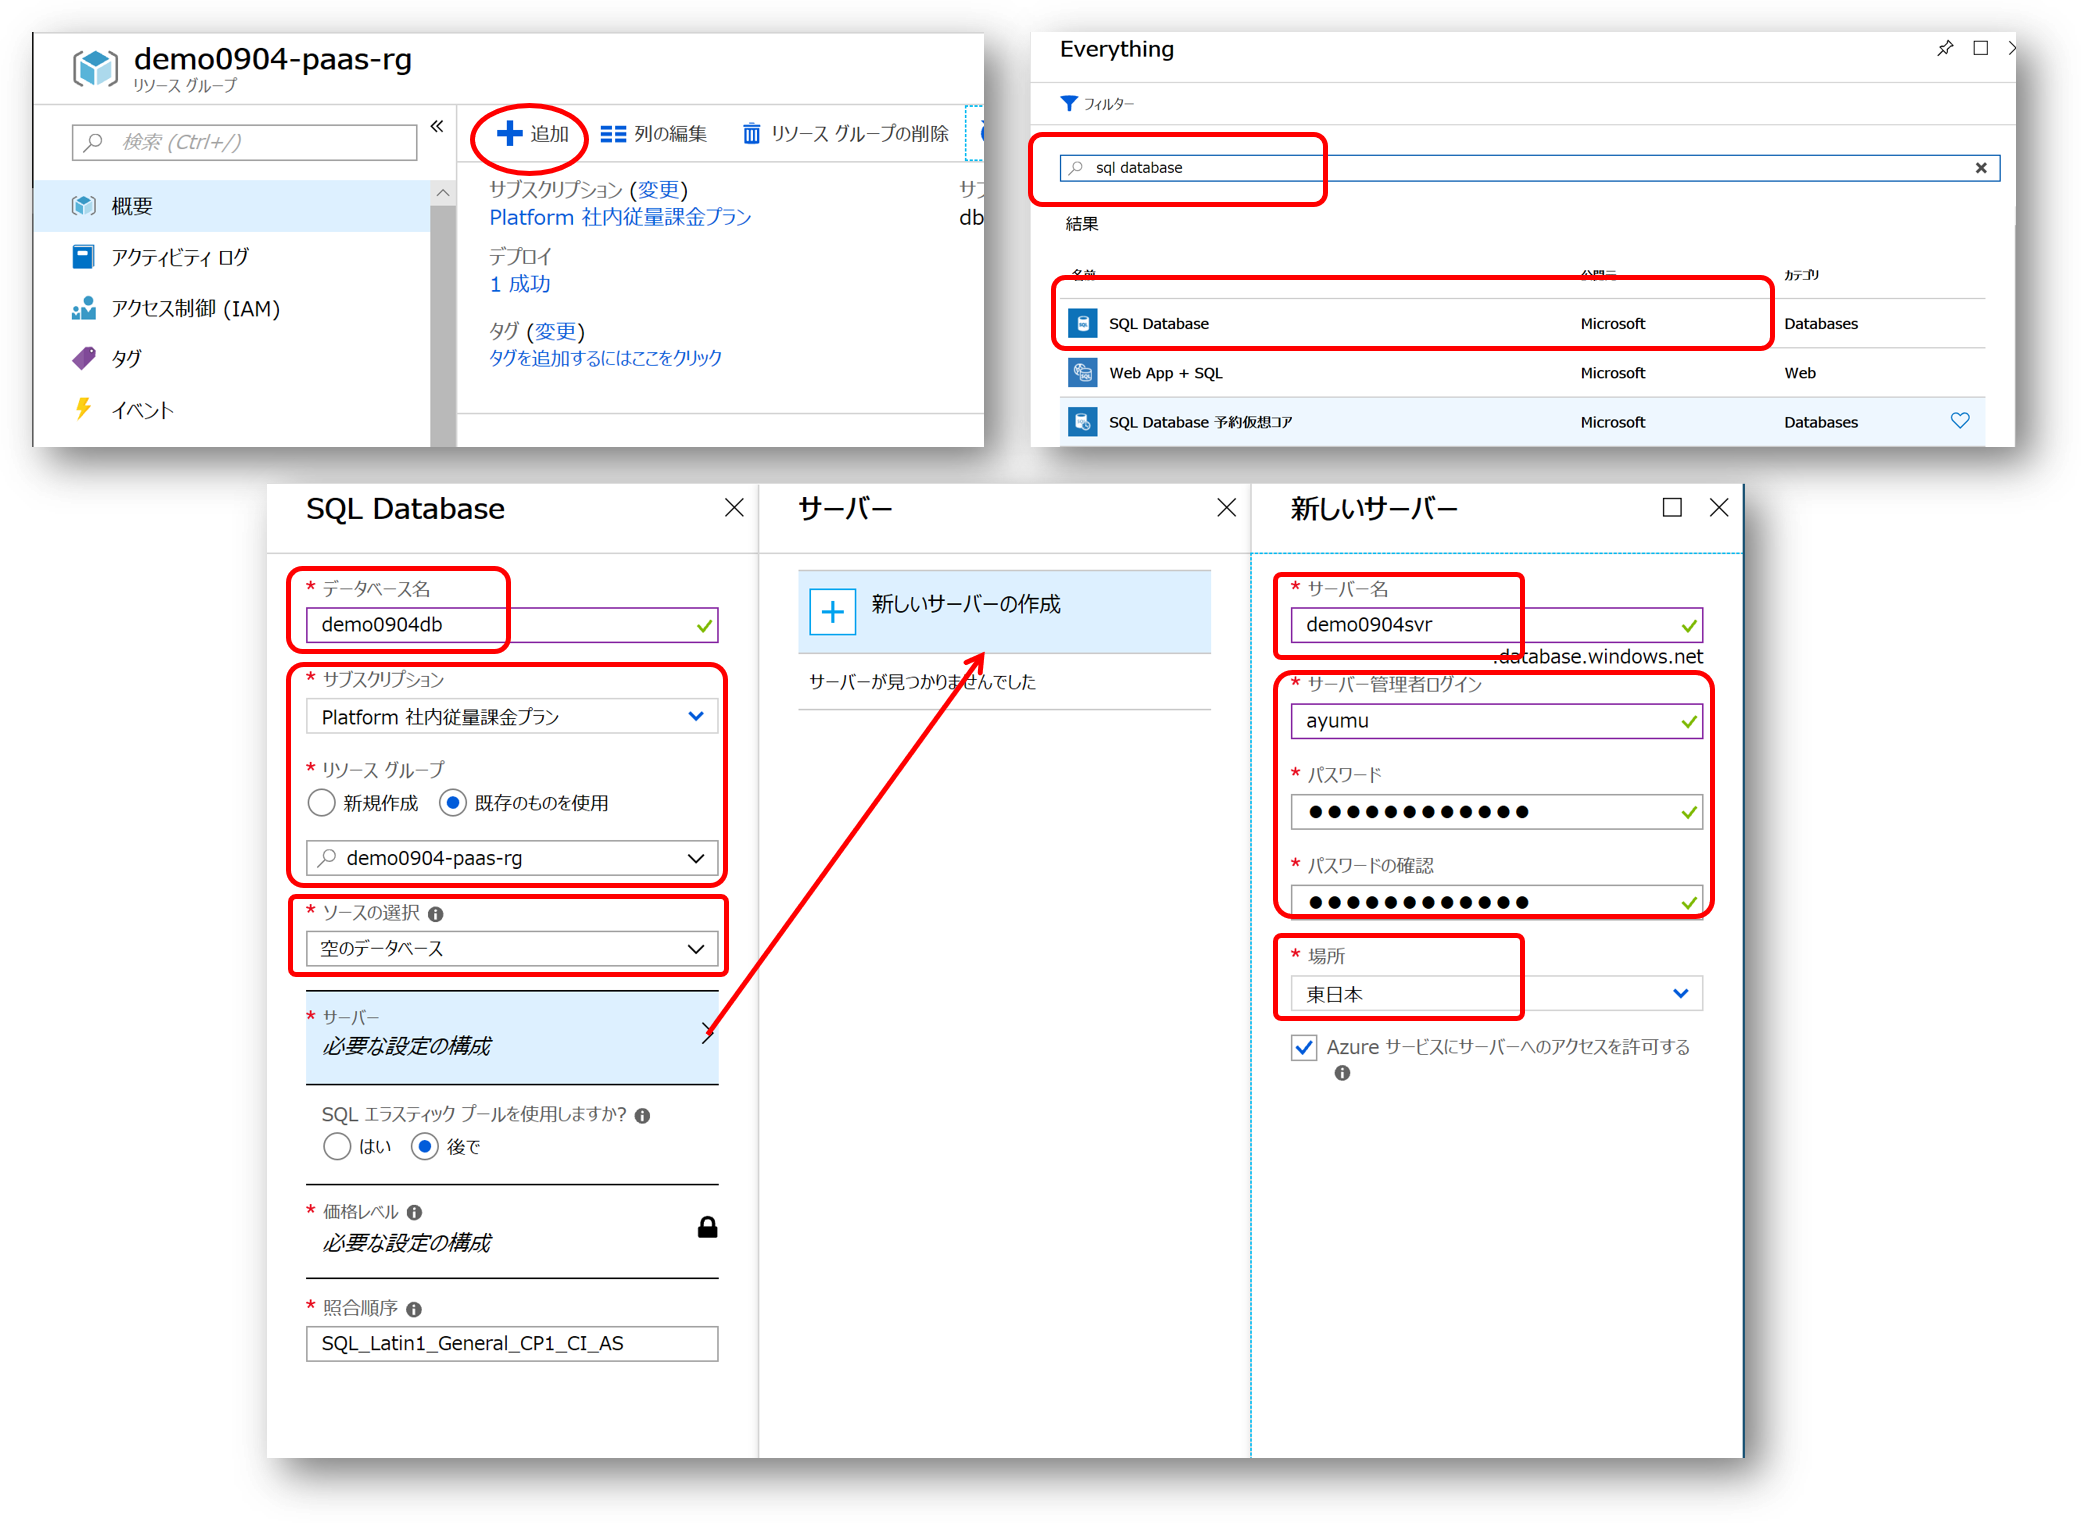 demo0904-paas-rg
リソース グループ
検索 (Ctrl+/)
«
概要
アクティビティ ログ
アクセス制御 (IAM)
タグ
イベント
追加
列の編集
リソース グループの削除
サブスクリプション (変更)
Platform 社内従量課金プラン
デプロイ
1 成功
タグ (変更)
タグを追加するにはここをクリック
db
Everything
フィルター
sql database
結果
名前 公開元 カテゴリ
SQL Database Microsoft Databases
Web App + SQL Microsoft Web
SQL Database 予約仮想コア Microsoft Databases
SQL Database
* データベース名
demo0904db
* サブスクリプション
Platform 社内従量課金プラン
* リソース グループ
新規作成 既存のものを使用
demo0904-paas-rg
* ソースの選択
空のデータベース
* サーバー
必要な設定の構成
SQL エラスティック プールを使用しますか?
はい 後で
* 価格レベル
必要な設定の構成
* 照合順序
SQL_Latin1_General_CP1_CI_AS
サーバー
新しいサーバーの作成
サーバーが見つかりませんでした
新しいサーバー
* サーバー名
demo0904svr
.database.windows.net
* サーバー管理者ログイン
ayumu
* パスワード
●●●●●●●●●●●●
* パスワードの確認
●●●●●●●●●●●●
* 場所
東日本
Azure サービスにサーバーへのアクセスを許可する